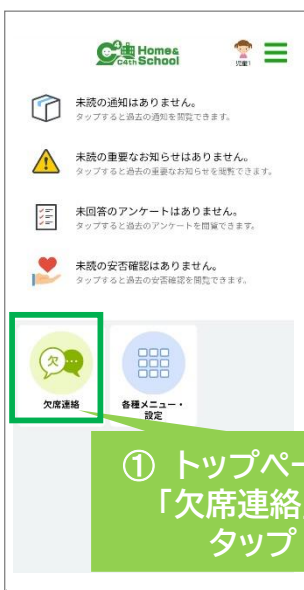 C4th Home& School
児童1
未読の通知はありません。
タップすると過去の通知を閲覧できます。
未読の重要なお知らせはありません。
タップすると過去の重要なお知らせを閲覧できます。
未回答のアンケートはありません。
タップすると過去のアンケートを閲覧できます。
未読の安否確認はありません。
タップすると過去の安否確認を閲覧できます。
欠
欠席連絡
各種メニュー・
設定
① トップペー
「欠席連絡
タップ